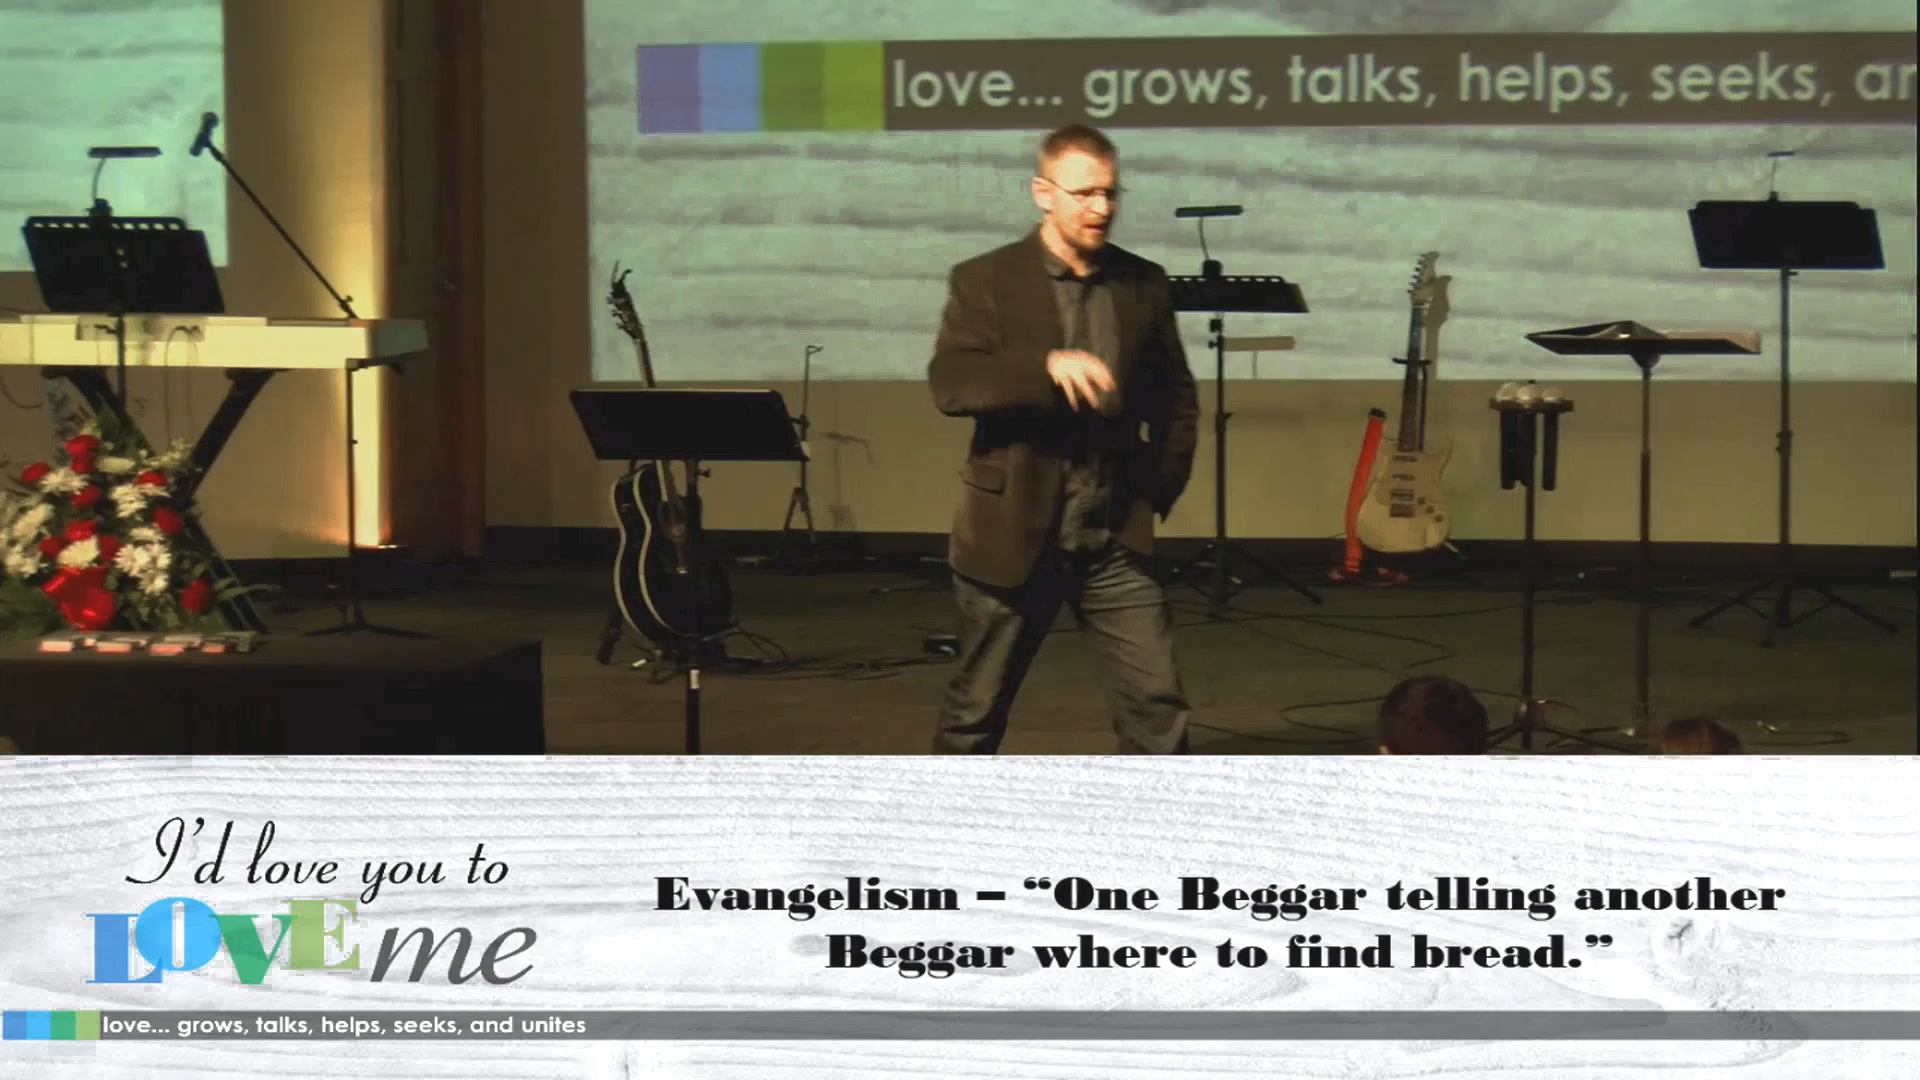 love... grows, talks, helps, seeks,
I'd love you to
LOVE me
Evangelism – “One Beggar telling another
Beggar where to find bread.”
love... grows, talks, helps, seeks, and unites